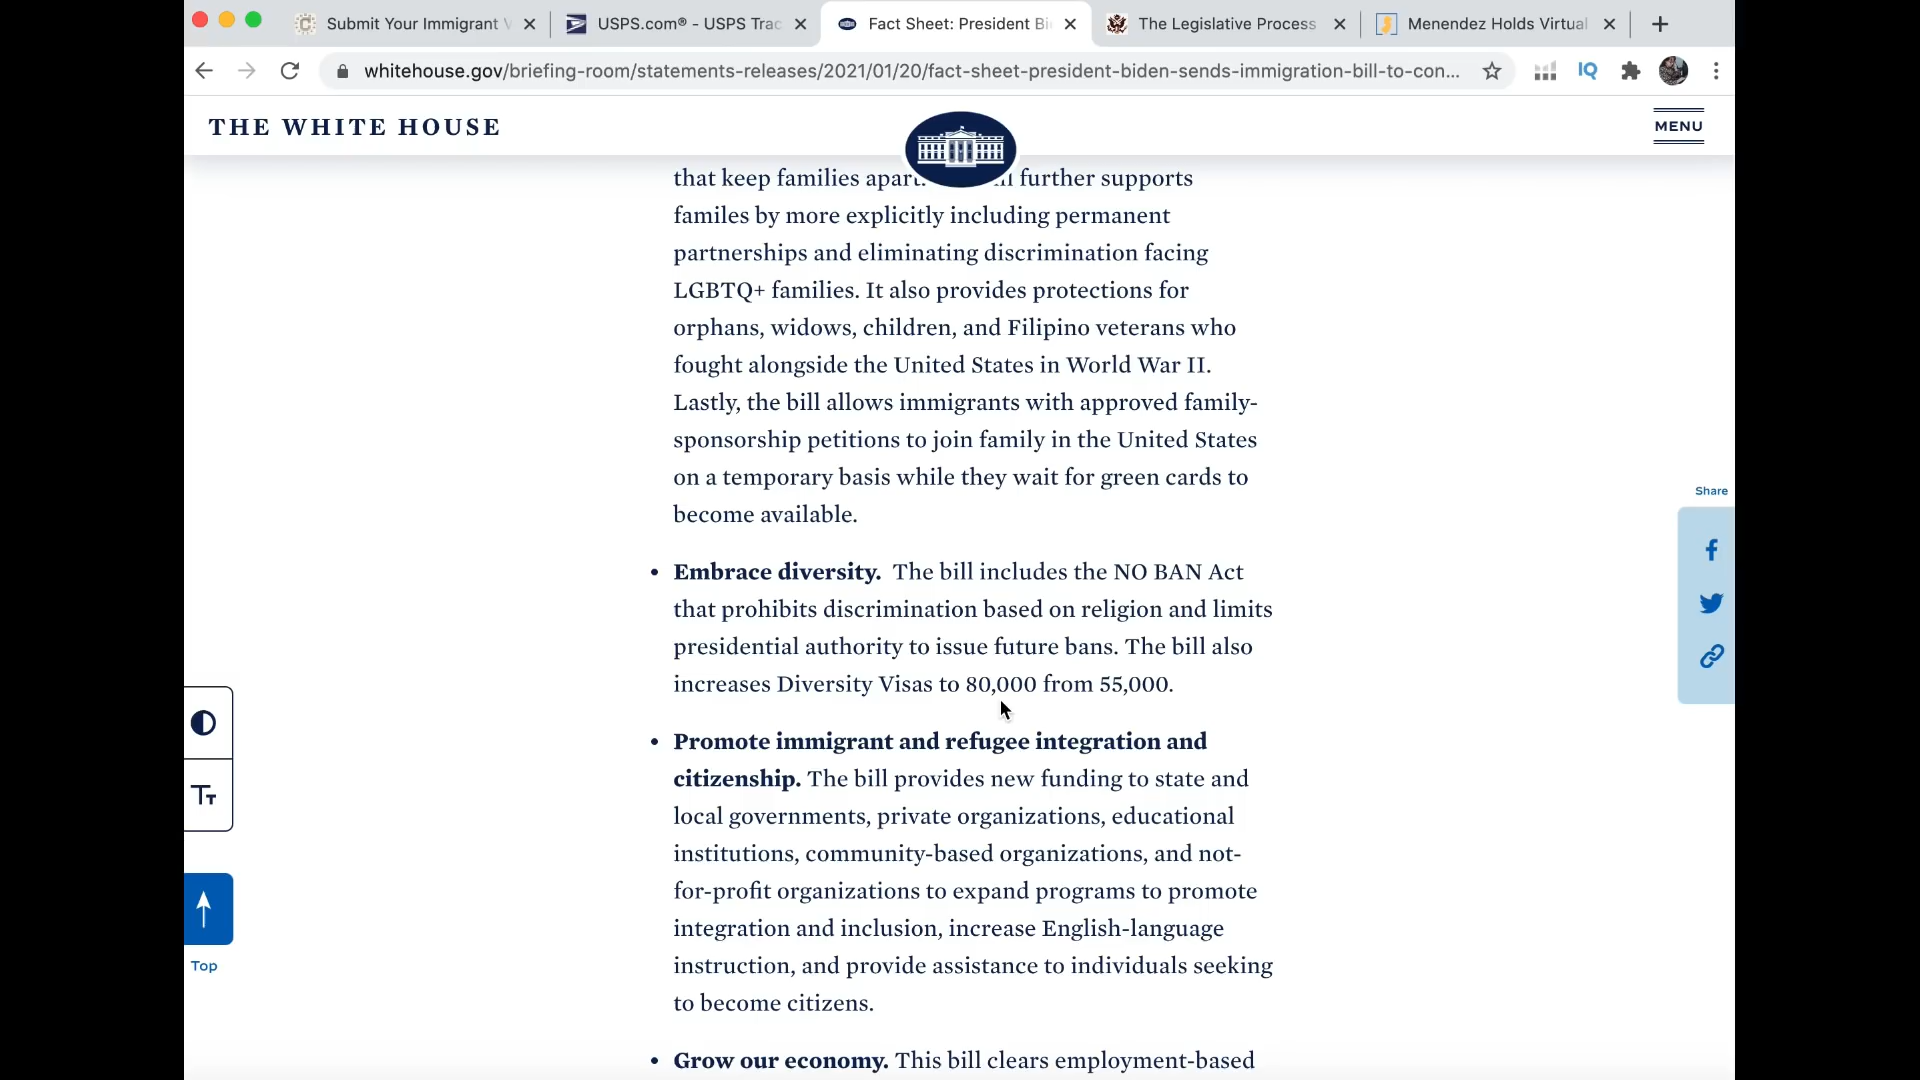 Submit Your Immigrant V
USPS.com® - USPS Trac
Fact Sheet: President Bi
The Legislative Process
Menendez Holds Virtual
whitehouse.gov/briefing-room/statements-releases/2021/01/20/fact-sheet-president-biden-sends-immigration-bill-to-con...
IQ
THE WHITE HOUSE
MENU
that keep families apart. further supports
familes by more explicitly including permanent
partnerships and eliminating discrimination facing
LGBTQ+ families. It also provides protections for
orphans, widows, children, and Filipino veterans who
fought alongside the United States in World War II.
Lastly, the bill allows immigrants with approved family-
sponsorship petitions to join family in the United States
on a temporary basis while they wait for green cards to
become available.
Share
• Embrace diversity. The bill includes the NO BAN Act
that prohibits discrimination based on religion and limits
presidential authority to issue future bans. The bill also
increases Diversity Visas to 80,000 from 55,000.
• Promote immigrant and refugee integration and
citizenship. The bill provides new funding to state and
local governments, private organizations, educational
institutions, community-based organizations, and not-
for-profit organizations to expand programs to promote
integration and inclusion, increase English-language
instruction, and provide assistance to individuals seeking
to become citizens.
• Grow our economy. This bill clears employment-based
TT
Top